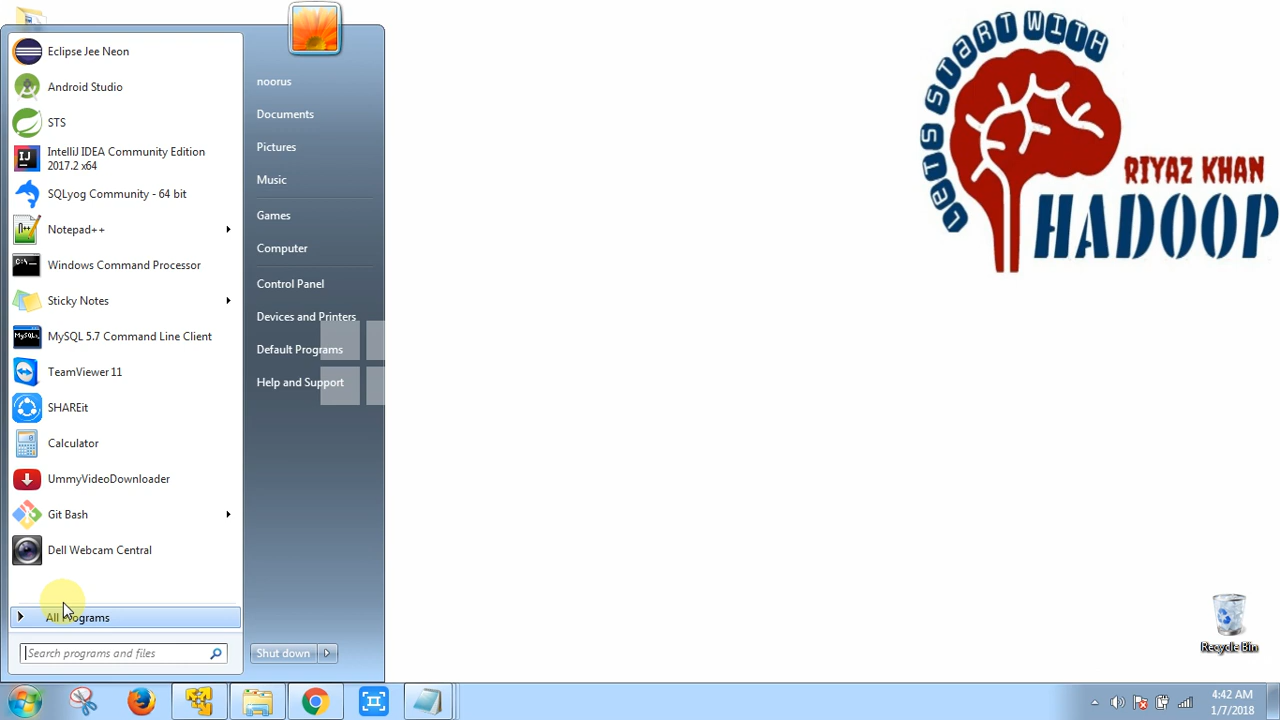 Eclipse Jee Neon
Android Studio
STS
IntelliJ IDEA Community Edition
2017.2 x64
SQLyog Community - 64 bit
Notepad++
Windows Command Processor
Sticky Notes
MySQL 5.7 Command Line Client
TeamViewer 11
SHAREit
Calculator
UmmyVideoDownloader
Git Bash
Dell Webcam Central
All Programs
Search programs and files
noorus
Documents
Pictures
Music
Games
Computer
Control Panel
Devices and Printers
Default Programs
Help and Support
Shut down
LETS START WITH
RIYAZ KHAN
HADOOP
Recycle Bin
4:42 AM
1/7/2018